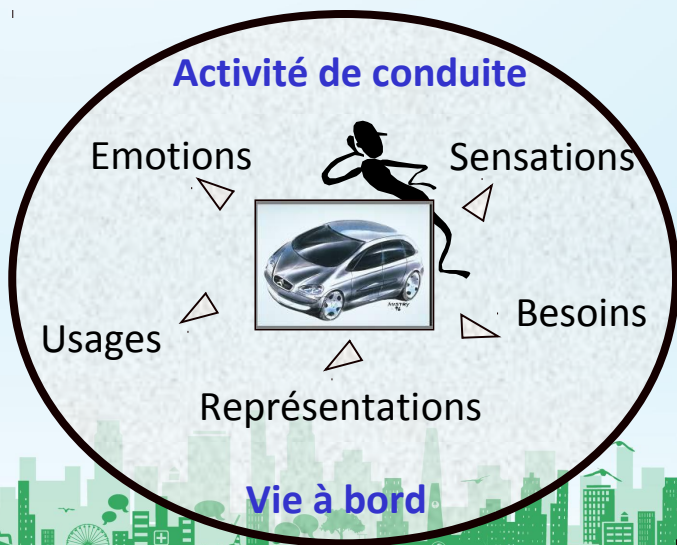 Activité de conduite
Emotions
Sensations
Usages
Besoins
Représentations
Vie à bord